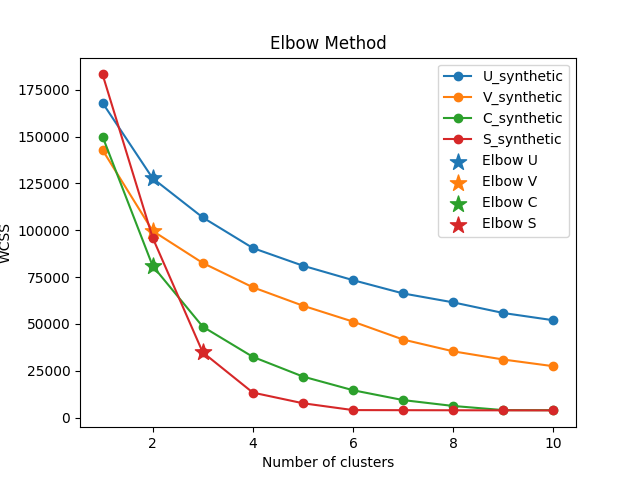 Elbow Method
175000
150000
125000
100000
75000
50000
25000
0
WCSS
2
4
6
8
10
Number of clusters
U_synthetic
V_synthetic
C_synthetic
S_synthetic
Elbow U
Elbow V
Elbow C
Elbow S